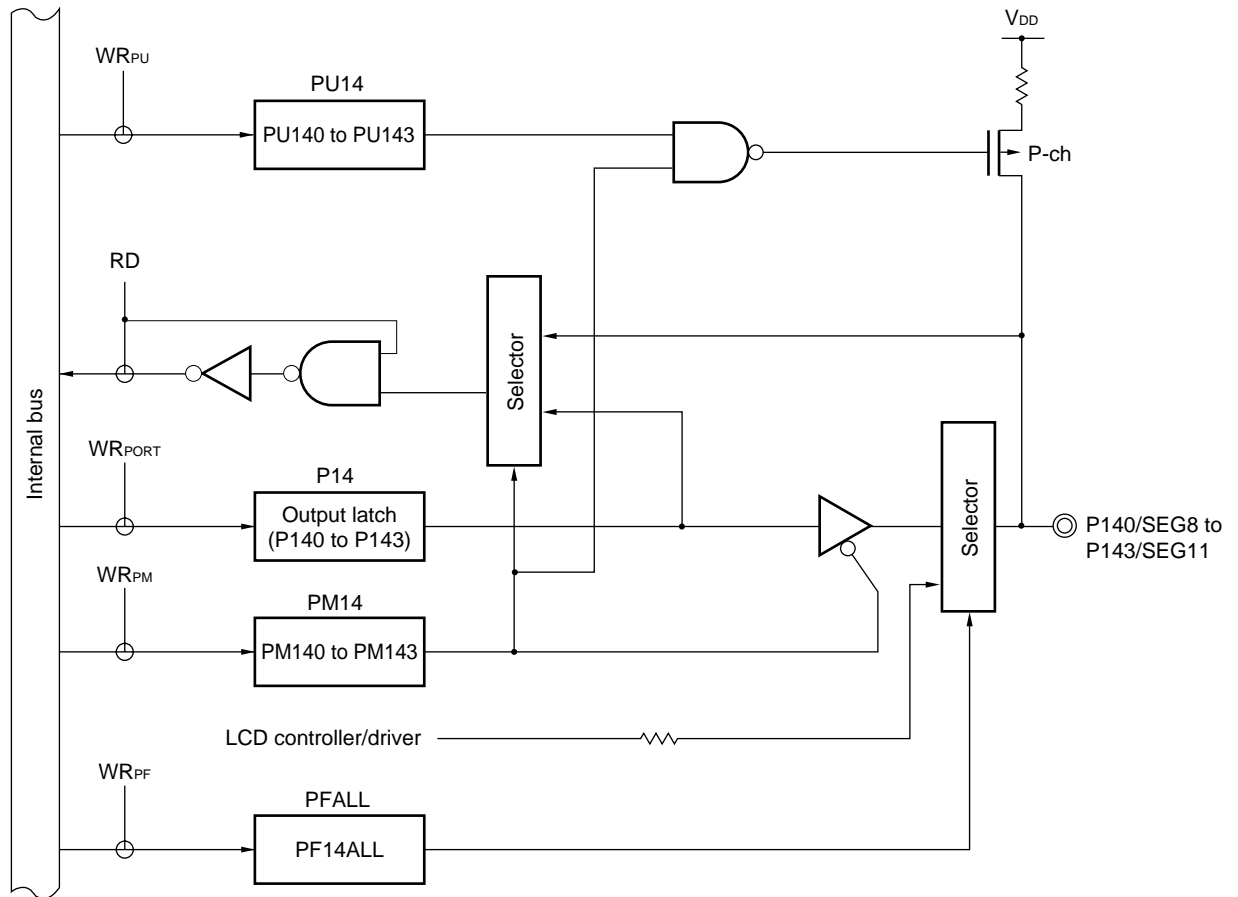 VDD
WRPU
PU14
PU140 to PU143
P-ch
RD
Selector
Internal bus
WRPORT
P14
Output latch
(P140 to P143)
Selector
P140/SEG8 to
P143/SEG11
WRPM
PM14
PM140 to PM143
LCD controller/driver
WRPF
PFALL
PF14ALL